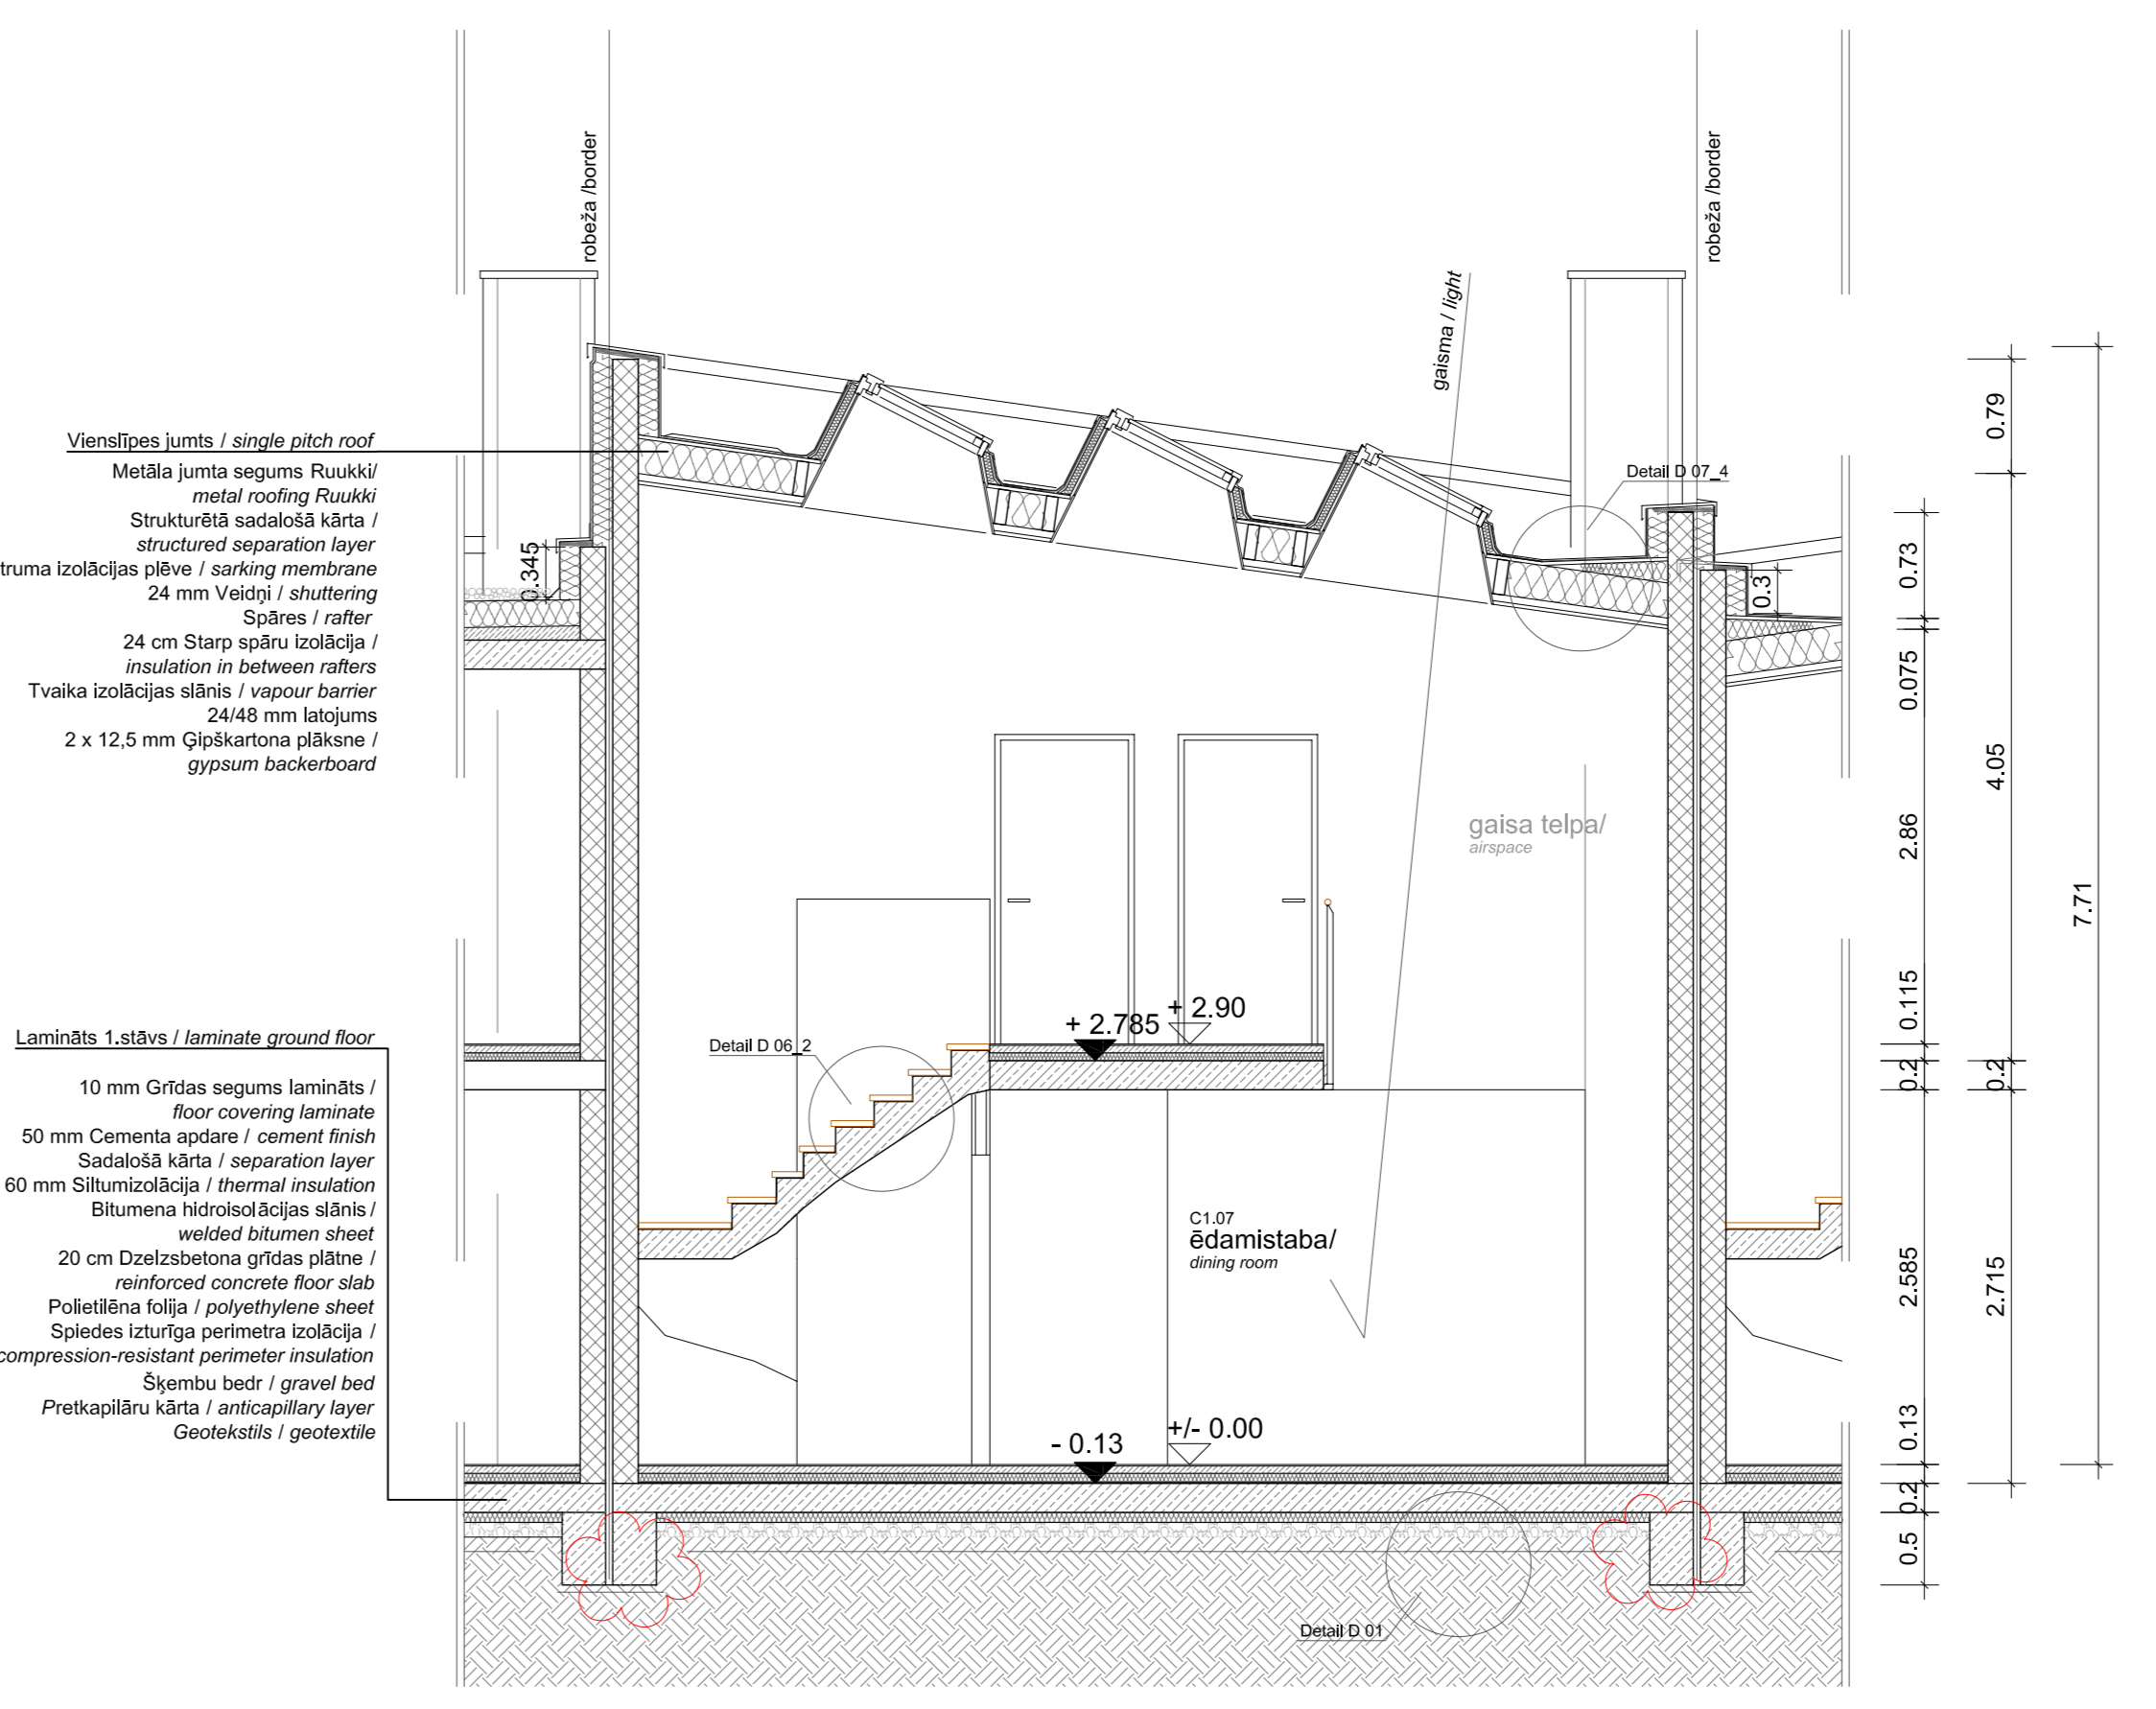 robeža /border
robeža /border
gaisma / light
Vienslīpes jumts / single pitch roof
Metāla jumta segums Ruukki/
metal roofing Ruukki
Strukturētā sadalošā kārta /
structured separation layer
truma izolācijas plēve / sarking membrane
24 mm Veidņi / shuttering
Spāres / rafter
24 cm Starp spāru izolācija /
insulation in between rafters
Tvaika izolācijas slānis / vapour barrier
24/48 mm latojums
2 x 12,5 mm Ģipškartona plāksne /
gypsum backerboard
0.345
Detail D 07_4
0.3
gaisa telpa/
airspace
+ 2.785
+ 2.90
Detail D 06_2
Lamināts 1.stāvs / laminate ground floor
10 mm Grīdas segums lamināts /
floor covering laminate
50 mm Cementa apdare / cement finish
Sadalošā kārta / separation layer
60 mm Siltumizolācija / thermal insulation
Bitumena hidroisolācijas slānis /
welded bitumen sheet
20 cm Dzelzsbetona grīdas plātne /
reinforced concrete floor slab
Polietilēna folija / polyethylene sheet
Spiedes izturīga perimetra izolācija /
compression-resistant perimeter insulation
Šķembu bedr / gravel bed
Pretkapilāru kārta / anticapillary layer
Geotekstils / geotextile
C1.07
ēdamistaba/
dining room
- 0.13
+/- 0.00
Detail D 01
0.73
0.075
2.86
0.115
0.2
2.585
0.13
0.2
0.5
0.79
4.05
0.2
2.715
7.71